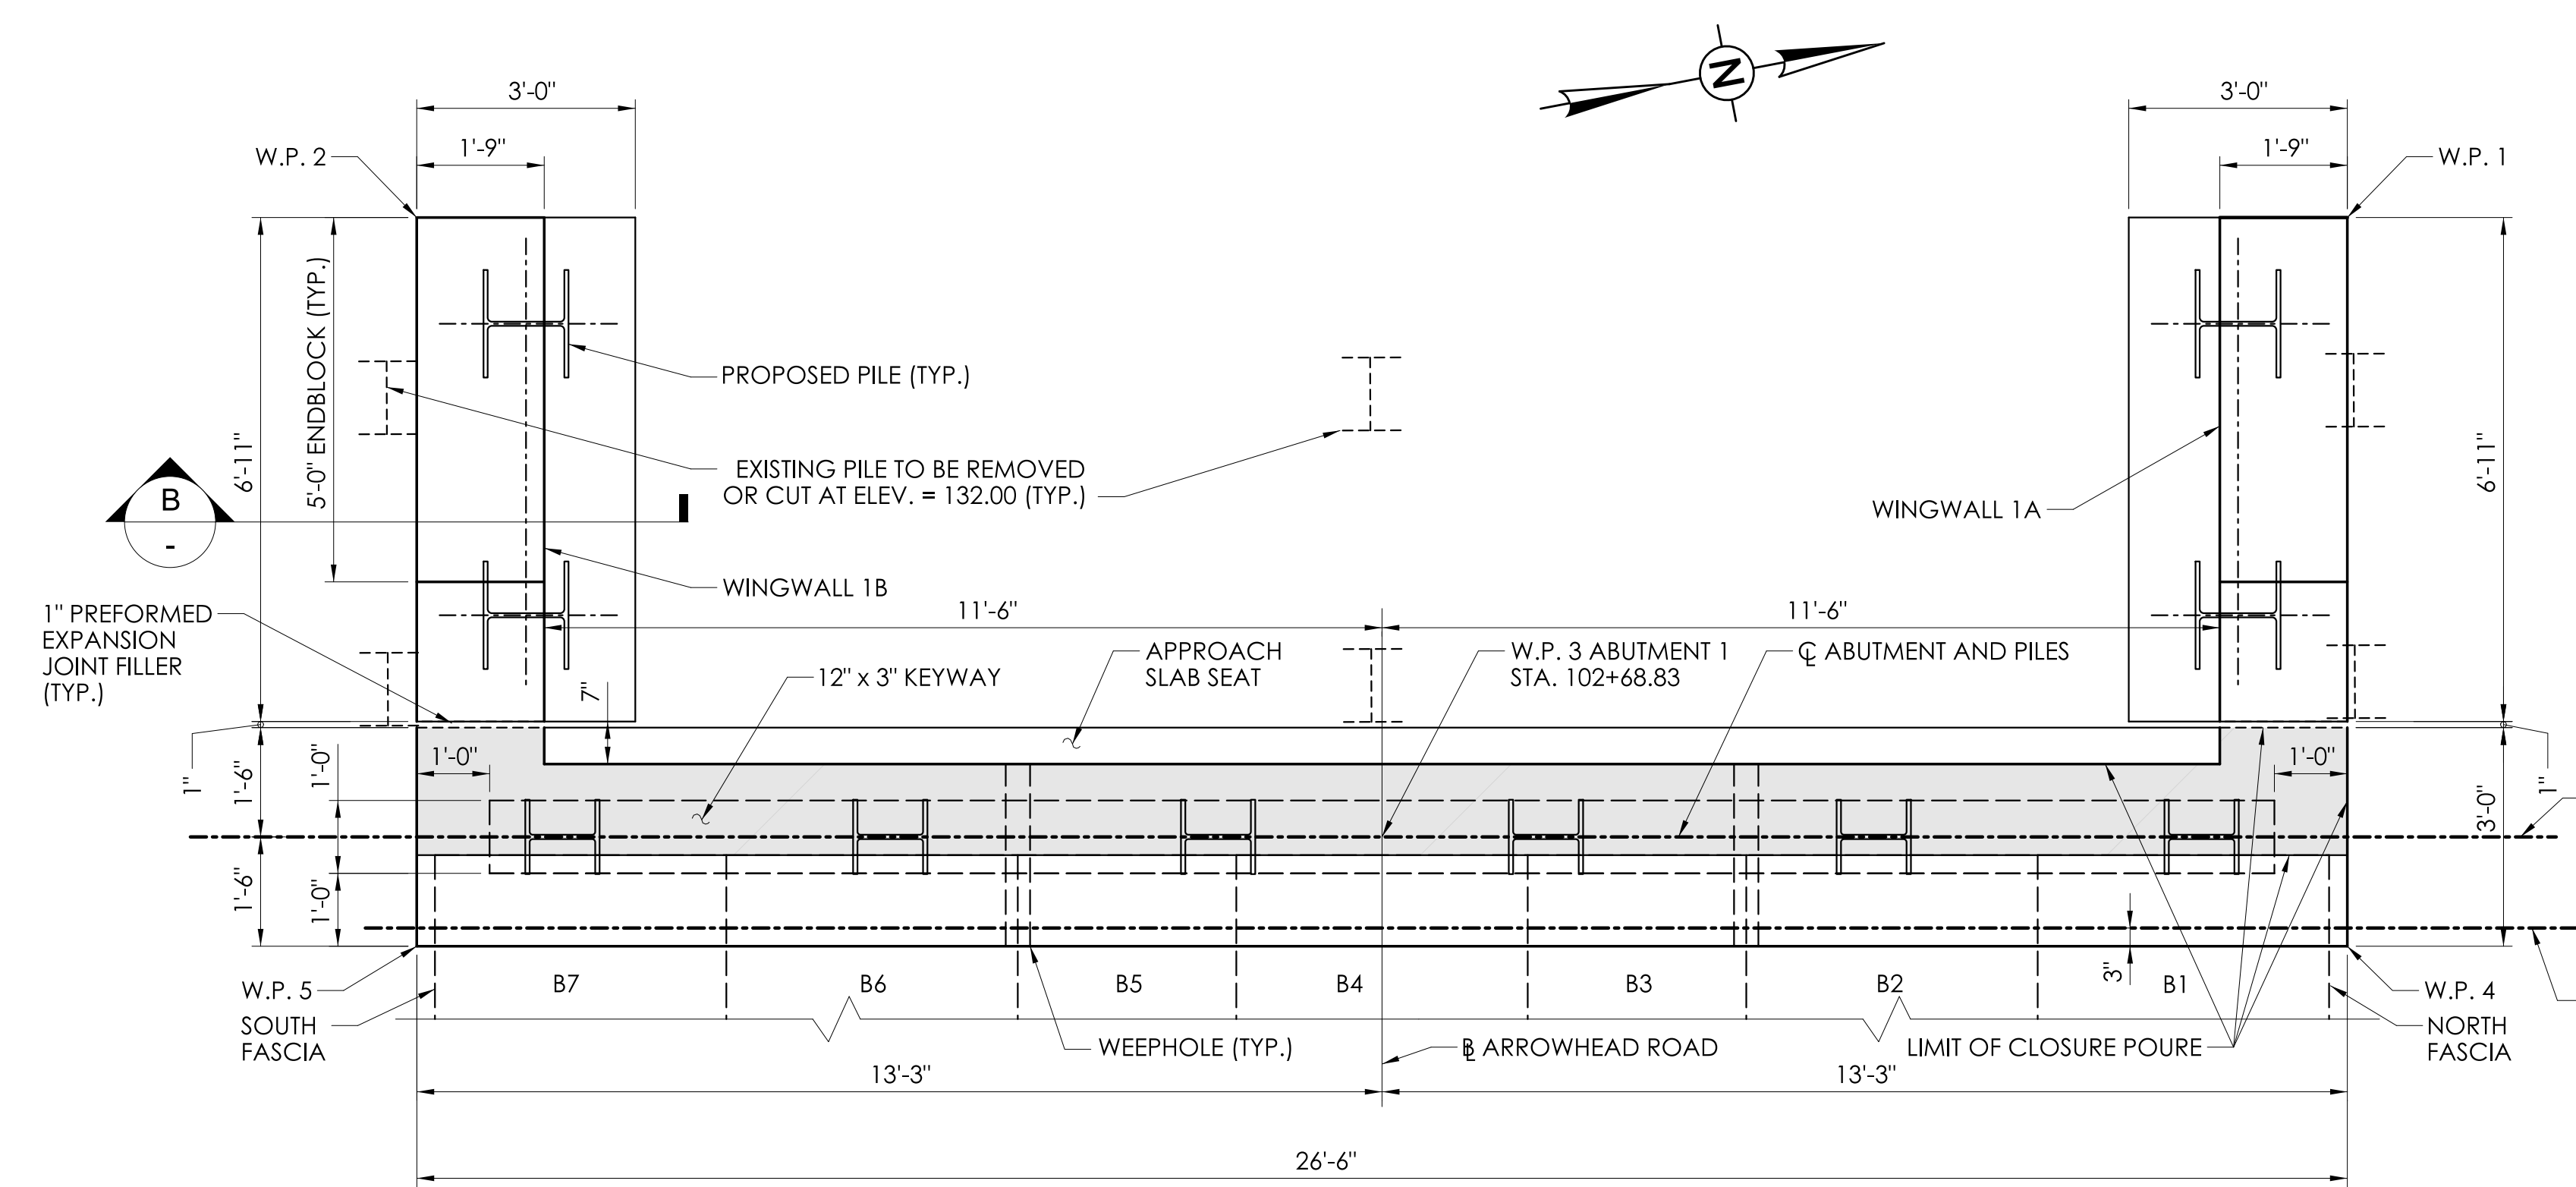 N
3'-0"
3'-0"
1'-9"
1'-9"
W.P. 2
W.P. 1
6'-11"
5'-0" ENDBLOCK (TYP.)
PROPOSED PILE (TYP.)
EXISTING PILE TO BE REMOVED
OR CUT AT ELEV. = 132.00 (TYP.)
B
-
WINGWALL 1A
6'-11"
WINGWALL 1B
1" PREFORMED
EXPANSION
JOINT FILLER
(TYP.)
11'-6"
11'-6"
12" x 3" KEYWAY
7"
APPROACH
SLAB SEAT
W.P. 3 ABUTMENT 1
STA. 102+68.83
℄ ABUTMENT AND PILES
1"
1'-6"
1'-0"
1'-0"
1'-0"
1"
3'-0"
1'-6"
1'-0"
3"
B7
B6
B5
B4
B3
B2
B1
W.P. 5
SOUTH
FASCIA
W.P. 4
NORTH
FASCIA
WEEPHOLE (TYP.)
BL ARROWHEAD ROAD
LIMIT OF CLOSURE POURE
13'-3"
13'-3"
26'-6"